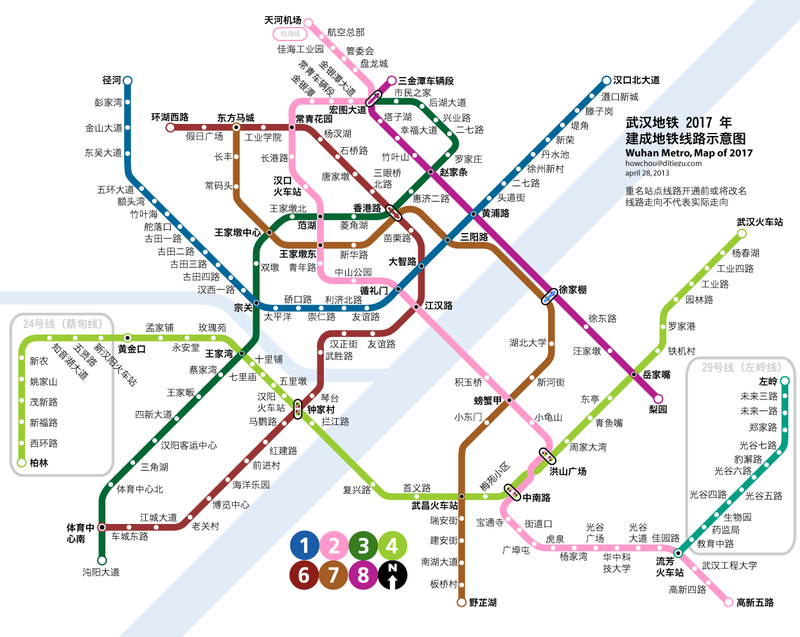 天河机场
机场线
航空总部
佳海工业园
管委会
盘龙城
宏图大道
金银潭大道
常青车辆段
金银潭
三金潭车辆段
市民之家
后湖大道
兴业路
二七路
罗家庄
塔子湖
幸福大道
竹叶山
赵家条
惠济二路
汉口北大道
滠口新城
滕子岗
堤角
新荣
丹水池
徐州新村
二七路
头道街
黄浦路
三阳路
武汉地铁 2017 年
建成地铁线路示意图
Wuhan Metro, Map of 2017
howchou@ditiezu.com
april 28, 2013
重名站点线路开通前或将改名
线路走向不代表实际走向
径河
彭家湾
金山大道
东吴大道
五环大道
额头湾
竹叶海
舵落口
古田一路
古田二路
古田三路
古田四路
汉西一路
宗关
环湖西路
假日广场
东方马城
工业学院
常青花园
杨汊湖
石桥路
唐家墩
三眼桥
北路
香港路
苗栗路
大智路
江汉路
长丰
常码头
长港路
汉口
火车站
王家墩北
范湖
菱角湖
王家墩中心
王家墩东
青年路
新华路
双墩
中山公园
循礼门
太平洋
硚口路
崇仁路
利济北路
友谊路
汉正街
友谊路
武胜路
琴台
武汉火车站
杨春湖
工业四路
工业路
园林路
罗家港
铁机村
岳家嘴
梨园
徐家棚
徐东路
汪家墩
湖北大学
新河街
积玉桥
螃蟹甲
小东门
小龟山
东亭
青鱼嘴
周家大湾
洪山广场
中南路
梅苑小区
24号线（蔡甸线）
新农
姚家山
茂新路
新福路
西环路
柏林
知音湖大道
五贤路
新汉阳火车站
黄金口
孟家铺
永安堂
玫瑰苑
王家湾
十里铺
蔡家湾
七里庙
五里墩
王家畈
汉阳
火车站
马鹦路
钟家村
拦江路
四新大道
汉阳客运中心
三角湖
体育中心北
体育中
心南
沌阳大道
车城东路
江城大道
老关村
博览中心
海洋乐园
前进村
红建路
复兴路
首义路
武昌火车站
瑞安街
建安街
南湖大道
板桥村
野芷湖
宝通寺
街道口
广埠屯
虎泉
杨家湾
光谷
广场
华中科
技大学
光谷
大道
佳园路
流芳
火车站
武汉工程大学
高新四路
高新五路
29号线（左岭线）
左岭
未来三路
未来一路
郑家路
光谷七路
豹澥路
光谷六路
光谷五路
光谷四路
生物园
药监局
教育中路
1 2 3 4
6 7 8 N